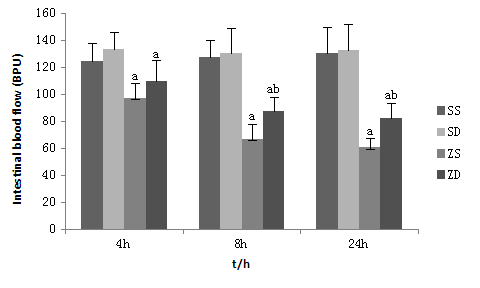 160
140
120
100
80
60
40
20
0
Intestinal bbood flow (BPU)
a
a
a
ab
a
ab
4h
8h
24h
t/h
SS
SD
ZS
ZD